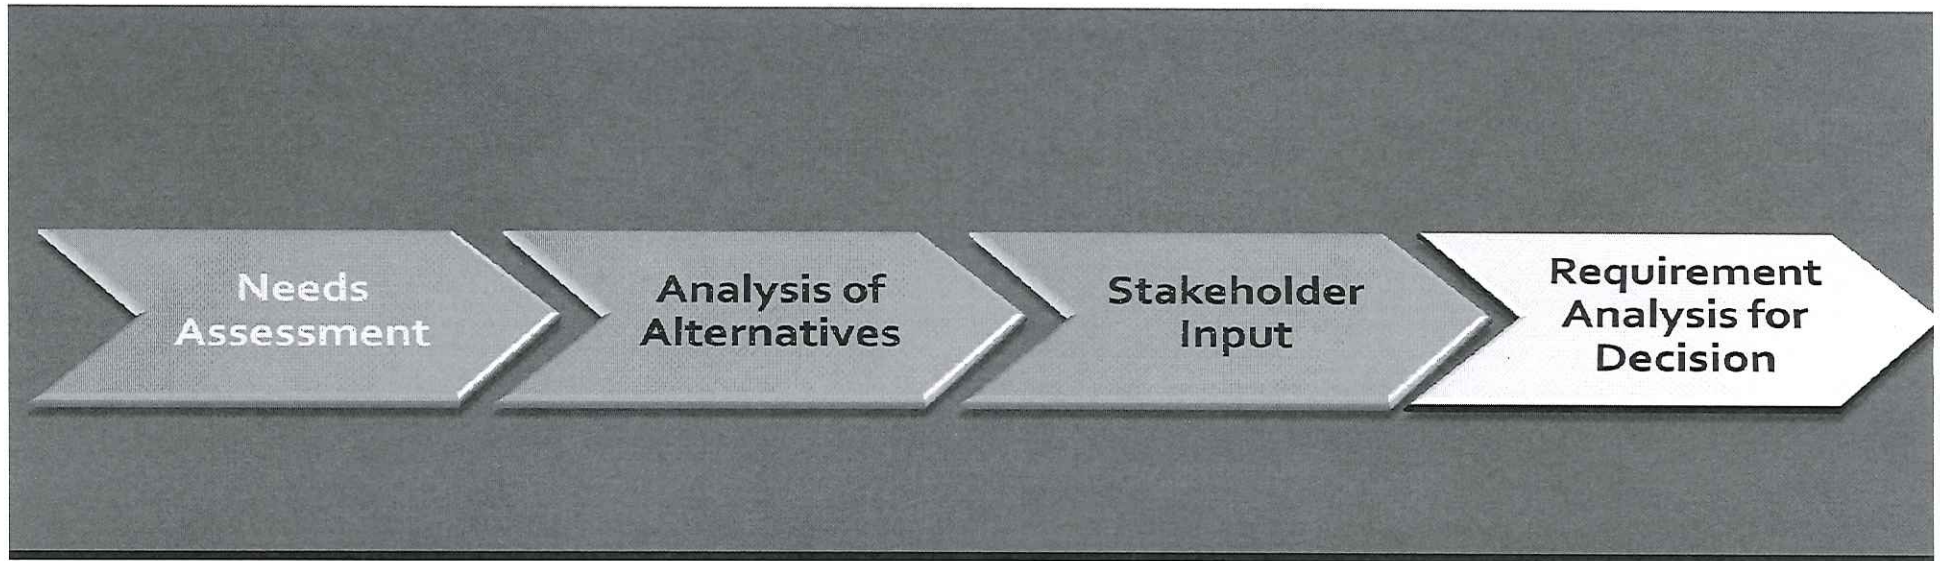 Needs
Assessment
Analysis of
Alternatives
Stakeholder
Input
Requirement
Analysis for
Decision